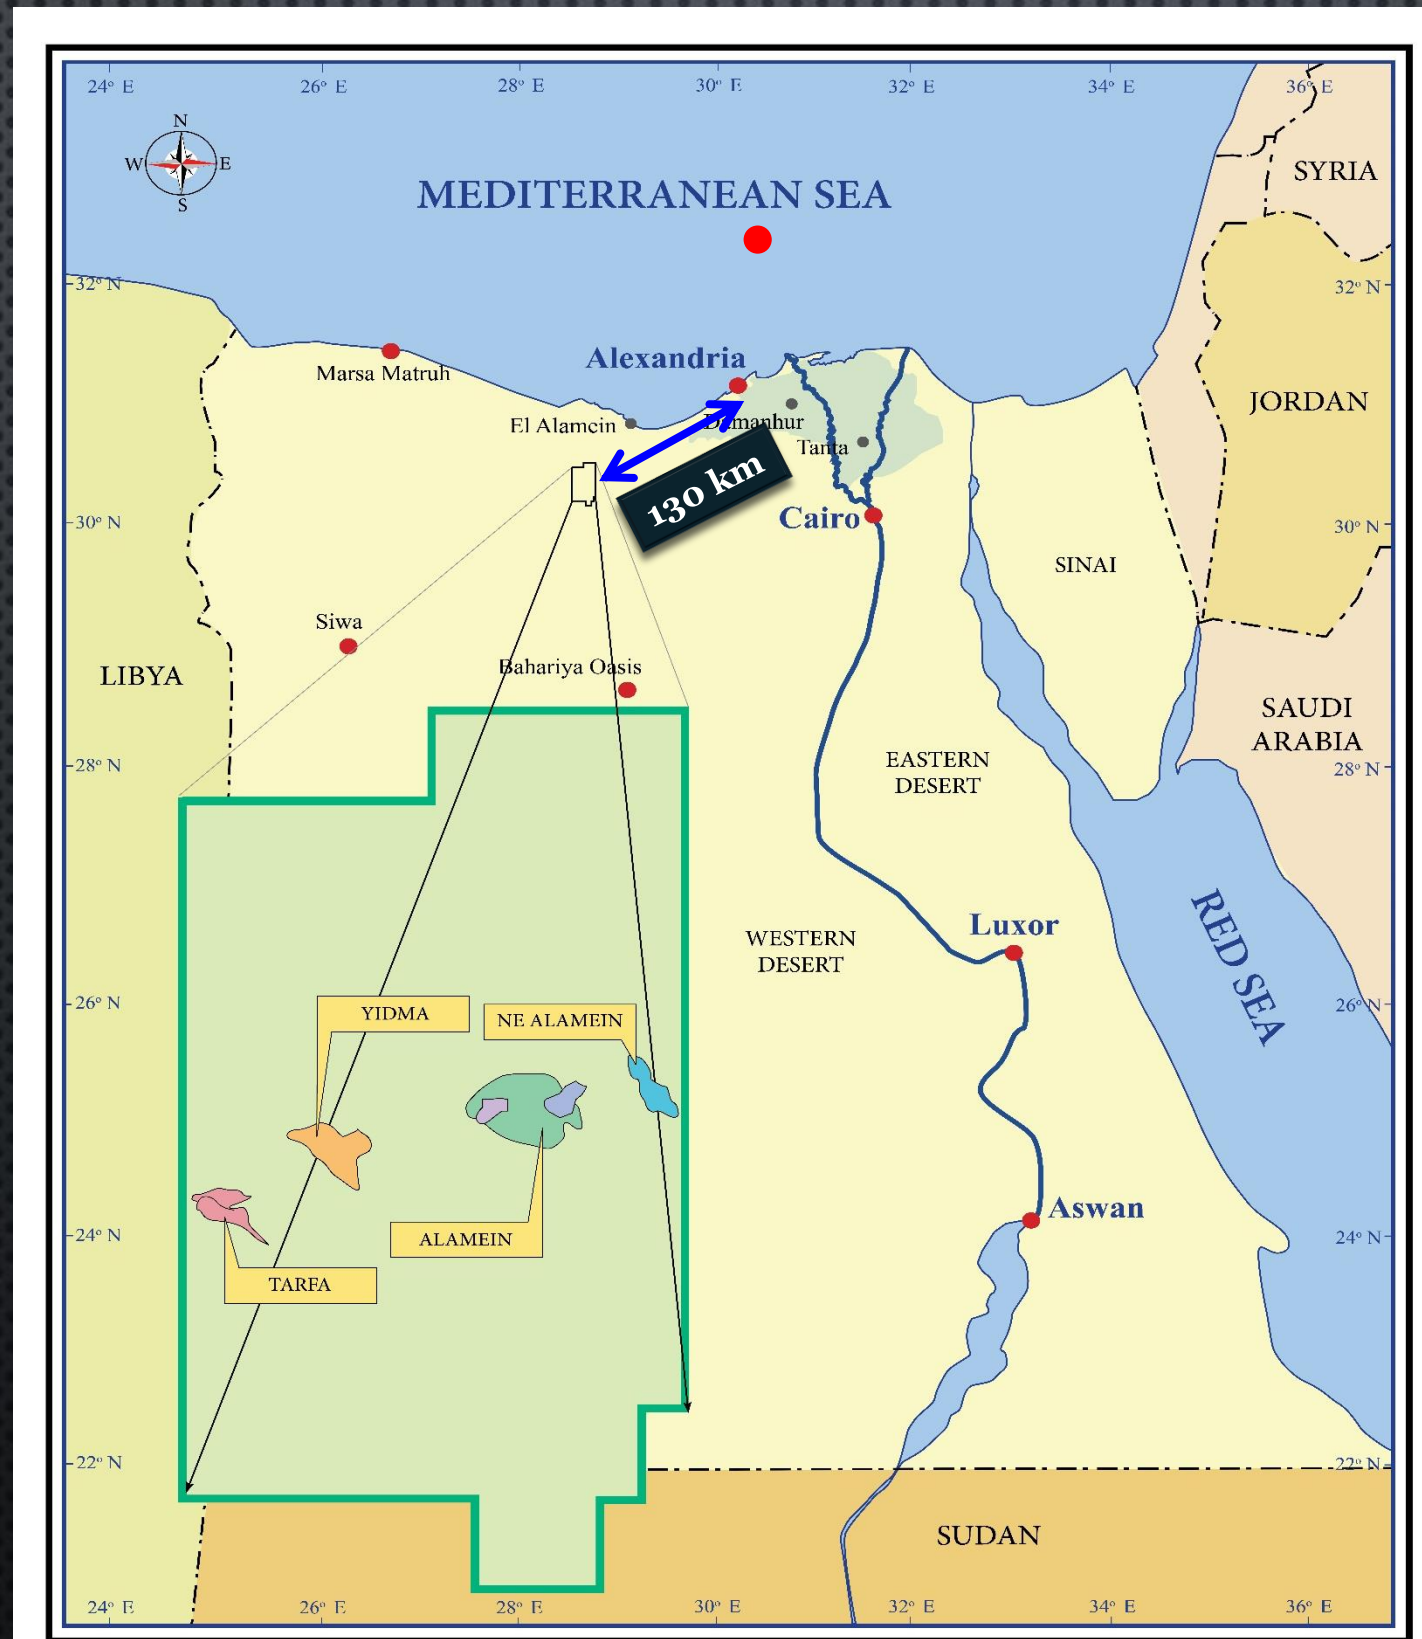 24° E
26° E
28° E
30° E
32° E
34° E
36° E
N
W
E
S
SYRIA
MEDITERRANEAN SEA
32° N
32° N
Alexandria
Marsa Matruh
JORDAN
El Alamein
Damanhur
Tanta
130 km
30° N
Cairo
30° N
SINAI
Siwa
Bahariya Oasis
LIBYA
SAUDI
ARABIA
28° N
EASTERN
DESERT
28° N
RED SEA
Luxor
WESTERN
DESERT
26° N
26° N
YIDMA
NE ALAMEIN
Aswan
24° N
ALAMEIN
24° N
TARFA
22° N
22° N
SUDAN
24° E
26° E
28° E
30° E
32° E
34° E
36° E